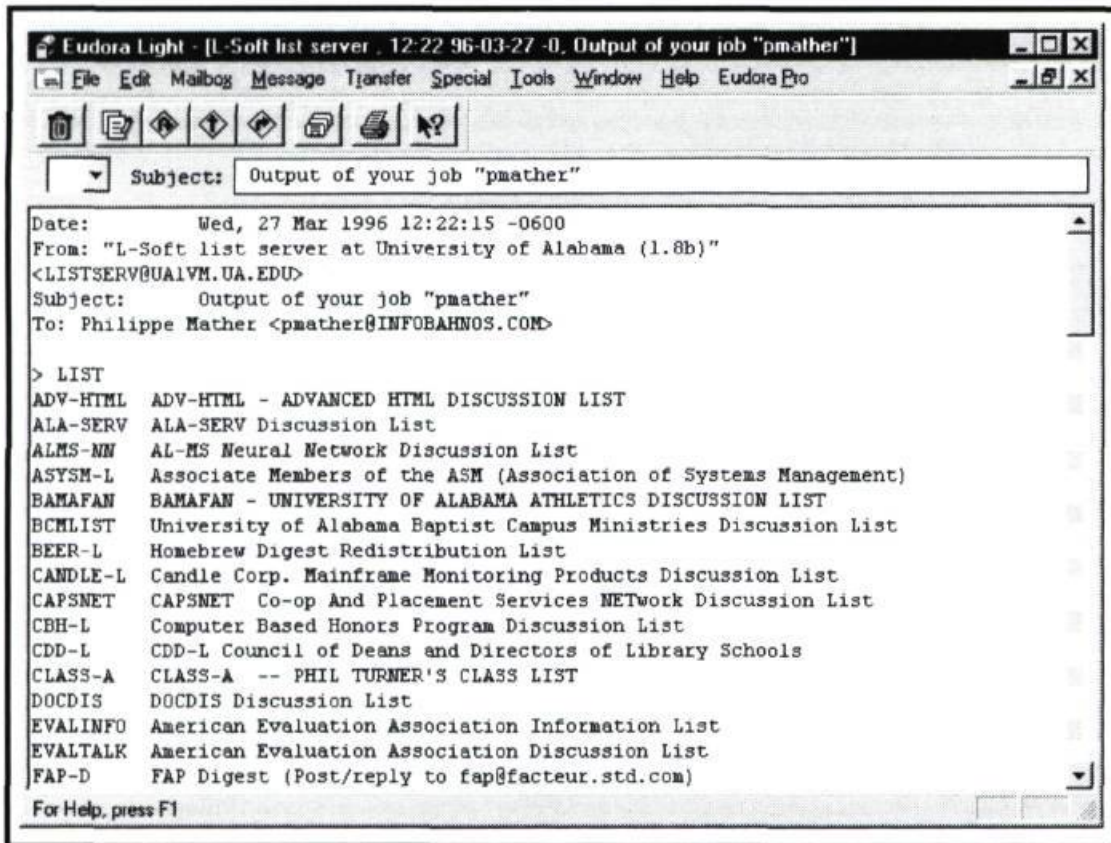 Eudora Light - [L-Soft list server , 12:22 96-03-27 -0, Output of your job "pmather"]
File Edit Mailbox Message Transfer Special Tools Window Help Eudora Pro
Subject: Output of your job "pmather"
Date: Wed, 27 Mar 1996 12:22:15 -0600
From: "L-Soft list server at University of Alabama (1.8b)"
<LISTSERV@UA1VM.UA.EDU>
Subject: Output of your job "pmather"
To: Philippe Mather <pmather@INFOBAHNOS.COM>
> LIST
ADV-HTML ADV-HTML - ADVANCED HTML DISCUSSION LIST
ALA-SERV ALA-SERV Discussion List
ALMS-NN AL-MS Neural Network Discussion List
ASYSM-L Associate Members of the ASM (Association of Systems Management)
BAMAFAN BAMAFAN - UNIVERSITY OF ALABAMA ATHLETICS DISCUSSION LIST
BCMLIST University of Alabama Baptist Campus Ministries Discussion List
BEER-L Homebrew Digest Redistribution List
CANDLE-L Candle Corp. Mainframe Monitoring Products Discussion List
CAPSNET CAPSNET Co-op And Placement Services NETwork Discussion List
CBH-L Computer Based Honors Program Discussion List
CDD-L CDD-L Council of Deans and Directors of Library Schools
CLASS-A CLASS-A -- PHIL TURNER'S CLASS LIST
DOCDIS DOCDIS Discussion List
EVALINFO American Evaluation Association Information List
EVALTALK American Evaluation Association Discussion List
FAP-D FAP Digest (Post/reply to fap@facteur.std.com)
For Help, press F1